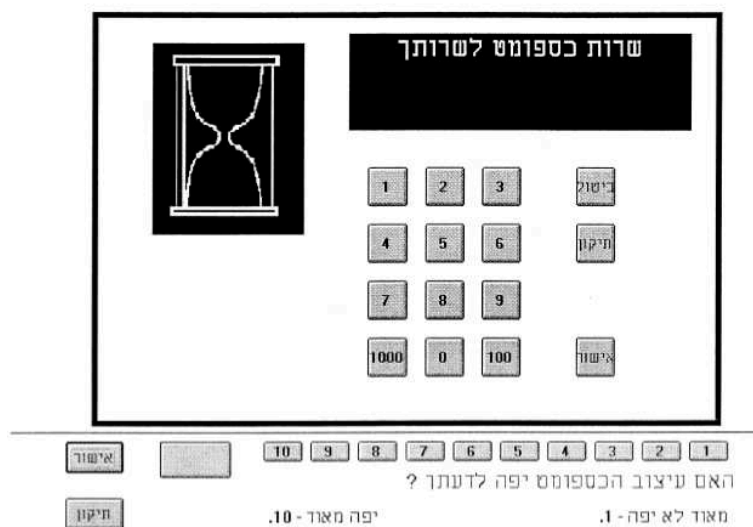 שרות כספומט לשרותך
1 2 3 ביטול
4 5 6 תיקון
7 8 9
1000 0 100 אישור
אישור 10 9 8 7 6 5 4 3 2 1
האם עיצוב הכספומט יפה לדעתך ?
מאוד לא יפה - 1. יפה מאוד - 10.
תיקון